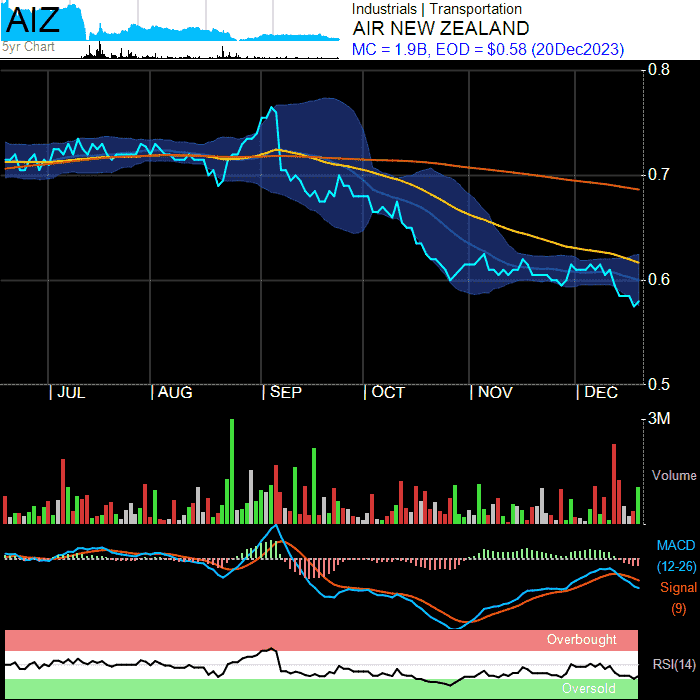 AIZ
5yr Chart
Industrials | Transportation
AIR NEW ZEALAND
MC = 1.9B, EOD = $0.58 (20Dec2023)
0.8
0.7
0.6
0.5
| JUL | AUG | SEP | OCT | NOV | DEC
3M
Volume
MACD
(12-26)
Signal
(9)
Overbought
RSI(14)
Oversold